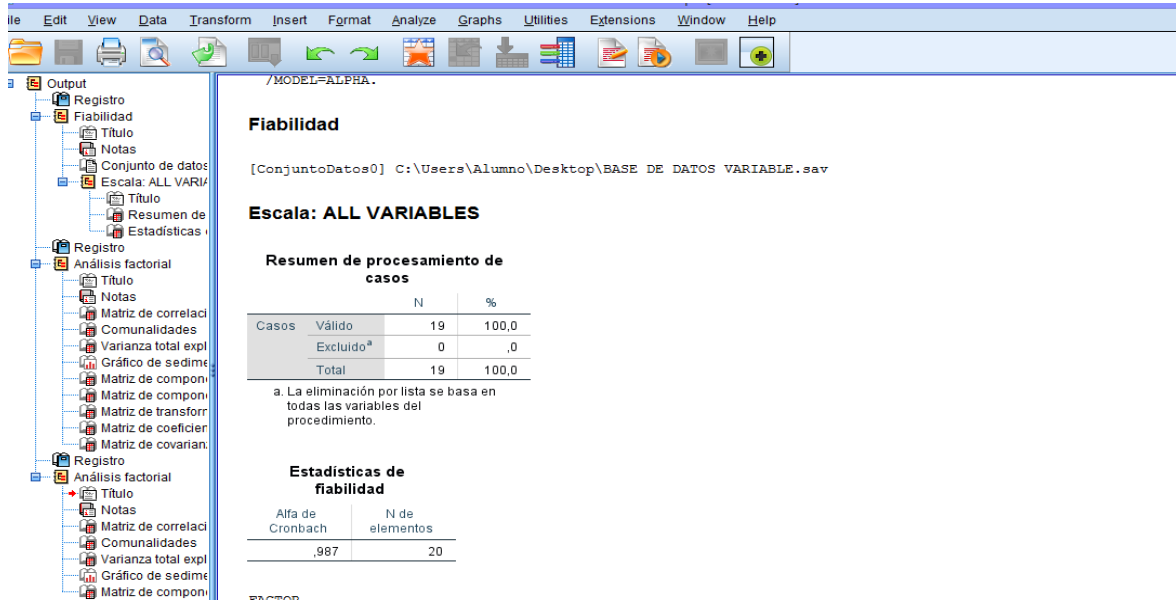 ile Edit View Data Transform Insert Format Analyze Graphs Utilities Extensions Window Help
Output
Registro
Fiabilidad
Título
Notas
Conjunto de datos
Escala: ALL VARIA
Título
Resumen de
Estadísticas
Registro
Análisis factorial
Título
Notas
Matriz de correlaci
Comunalidades
Varianza total expl
Gráfico de sedime
Matriz de compon
Matriz de compon
Matriz de transforr
Matriz de coeficien
Matriz de covarian
Registro
Análisis factorial
Título
Notas
Matriz de correlaci
Comunalidades
Varianza total expl
Gráfico de sedime
Matriz de compon
/MODEL=ALPHA.
Fiabilidad
[ConjuntoDatos0] C:\Users\Alumno\Desktop\BASE DE DATOS VARIABLE.sav
Escala: ALL VARIABLES
Resumen de procesamiento de
casos
N %
Casos Válido 19 100,0
Excluidoª 0 ,0
Total 19 100,0
a. La eliminación por lista se basa en
todas las variables del
procedimiento.
Estadísticas de
fiabilidad
Alfa de N de
Cronbach elementos
,987 20
FACTOR